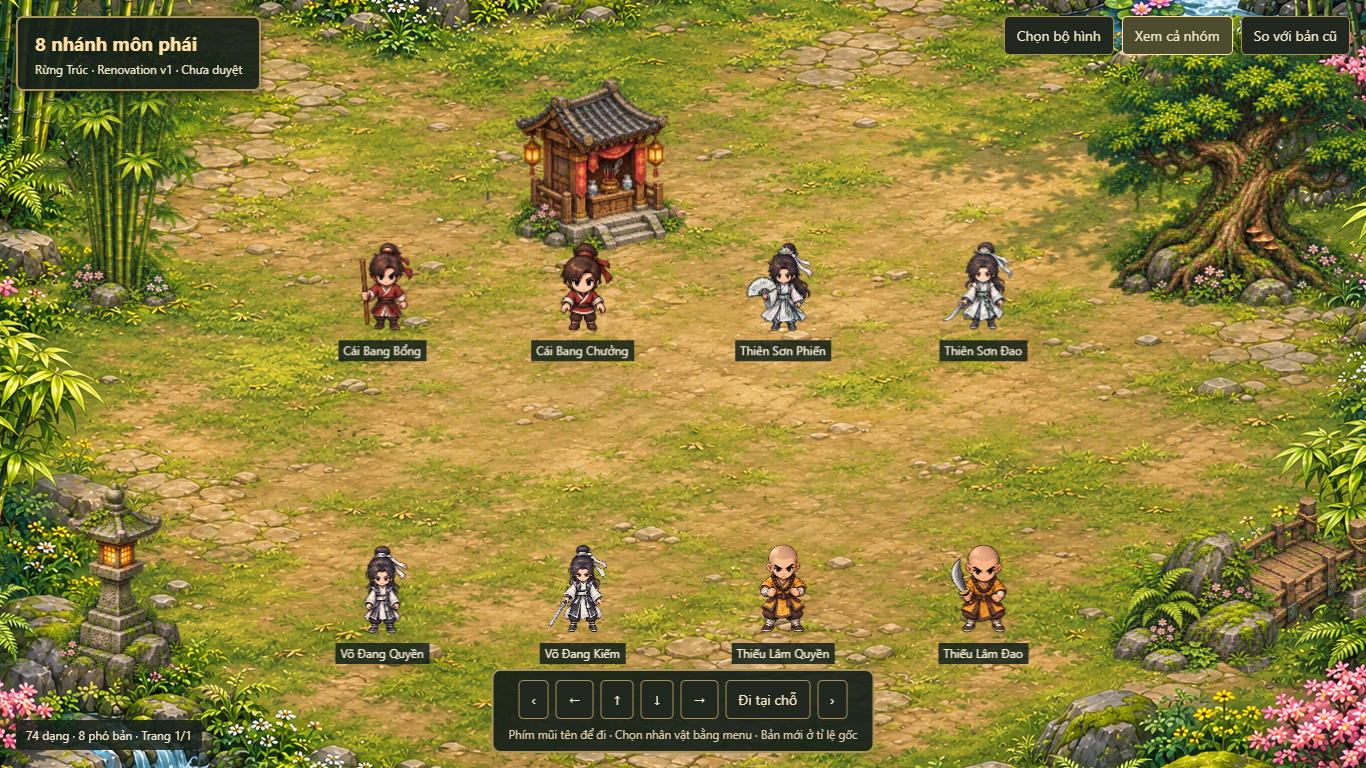 8 nhánh môn phái
Rừng Trúc · Renovation v1 · Chưa duyệt
Chọn bộ hình
Xem cả nhóm
So với bản cũ
Cái Bang Bổng
Cái Bang Chưởng
Thiên Sơn Phiến
Thiên Sơn Đao
Võ Đang Quyền
Võ Đang Kiếm
Thiếu Lâm Quyền
Thiếu Lâm Đao
‹ ← ↑ ↓ → Đi tại chỗ ›
Phím mũi tên để đi · Chọn nhân vật bằng menu · Bản mới ở tỉ lệ gốc
74 dạng · 8 phó bản · Trang 1/1